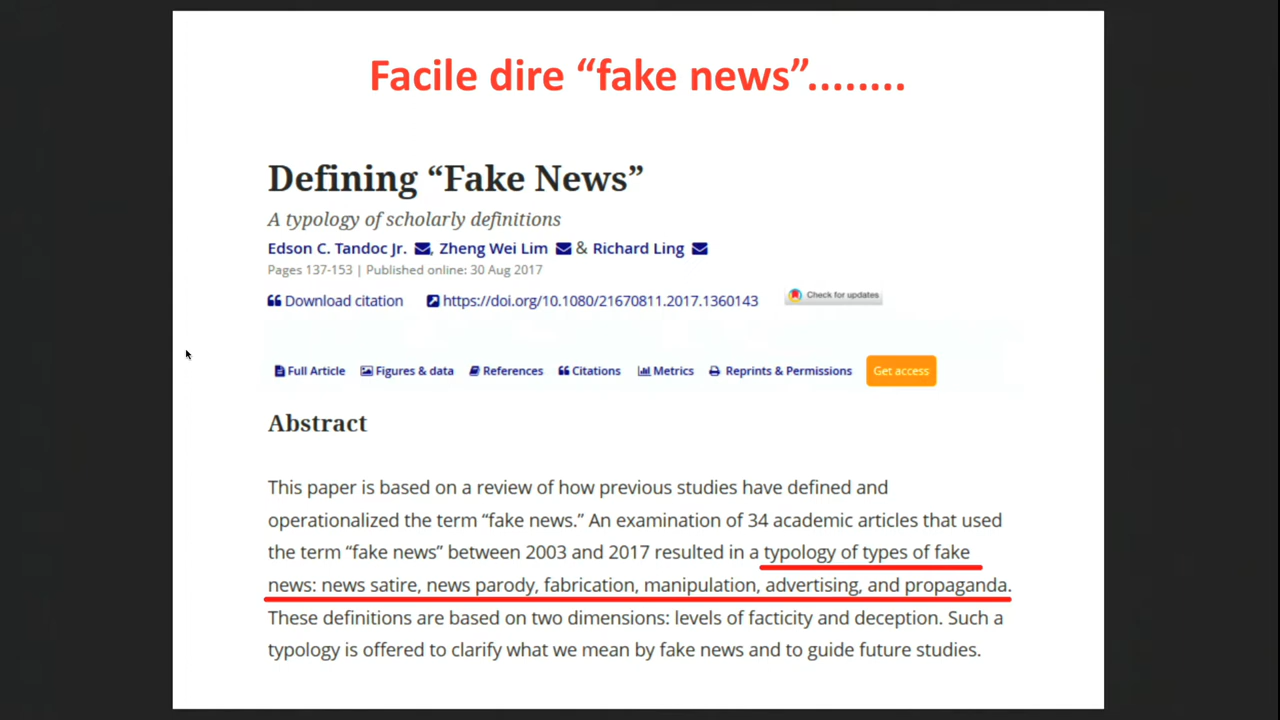 Facile dire “fake news”........
Defining “Fake News”
A typology of scholarly definitions
Edson C. Tandoc Jr. , Zheng Wei Lim & Richard Ling
Pages 137-153 | Published online: 30 Aug 2017
Download citation https://doi.org/10.1080/21670811.2017.1360143 Check for updates
Full Article Figures & data References Citations Metrics Reprints & Permissions Get access
Abstract
This paper is based on a review of how previous studies have defined and
operationalized the term “fake news.” An examination of 34 academic articles that used
the term “fake news” between 2003 and 2017 resulted in a typology of types of fake
news: news satire, news parody, fabrication, manipulation, advertising, and propaganda.
These definitions are based on two dimensions: levels of facticity and deception. Such a
typology is offered to clarify what we mean by fake news and to guide future studies.